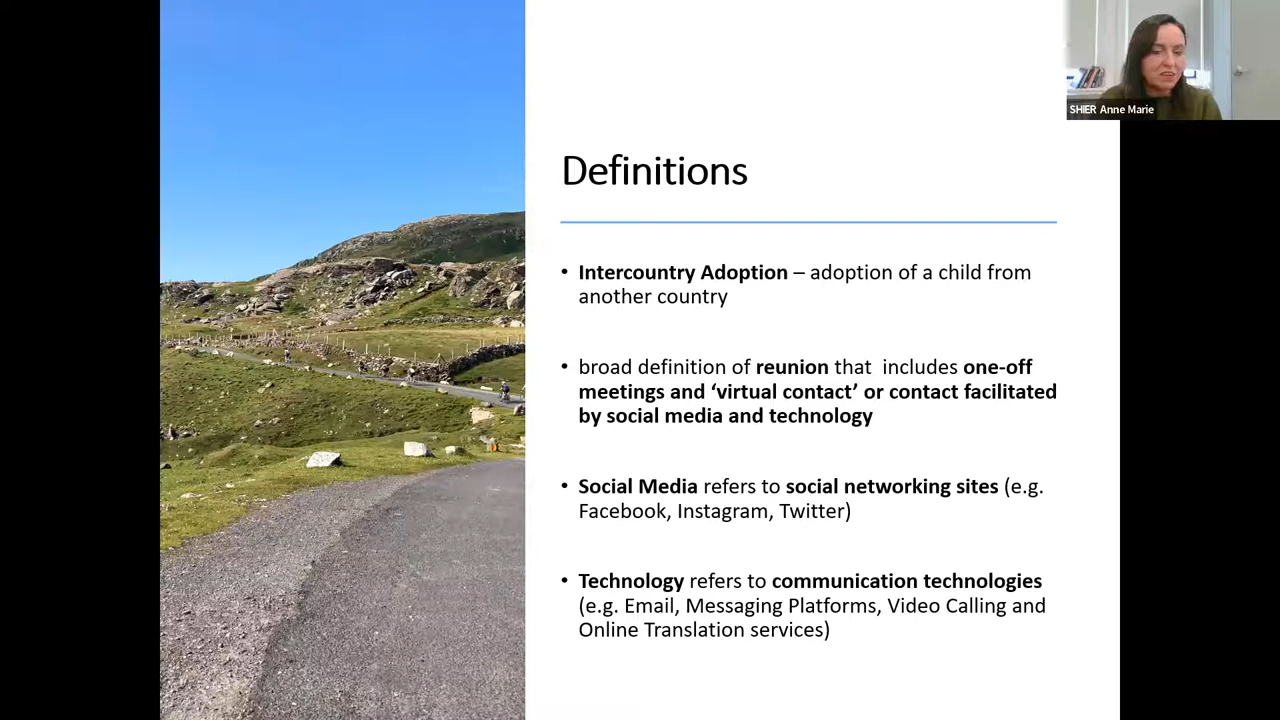 SHIER Anne Marie
Definitions
• Intercountry Adoption – adoption of a child from
another country
• broad definition of reunion that includes one-off
meetings and ‘virtual contact’ or contact facilitated
by social media and technology
• Social Media refers to social networking sites (e.g.
Facebook, Instagram, Twitter)
• Technology refers to communication technologies
(e.g. Email, Messaging Platforms, Video Calling and
Online Translation services)